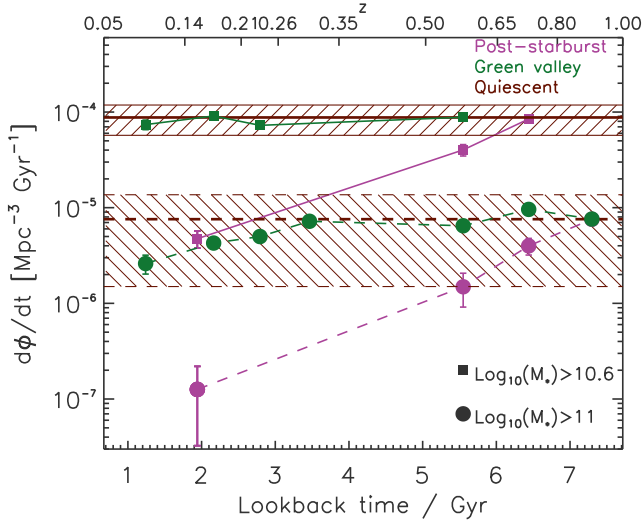 z
0.05 0.14 0.21 0.26 0.35 0.55 0.65 0.75 1.00
Post-starburst
Green valley
Quiescent
10⁻⁴
10⁻⁵
10⁻⁶
10⁻⁷
dϕ/dt [Mpc⁻³ Gyr⁻¹]
Log₁₀(M⁎)>10.6
Log₁₀(M⁎)>11
1 2 3 4 5 6 7
Lookback time / Gyr